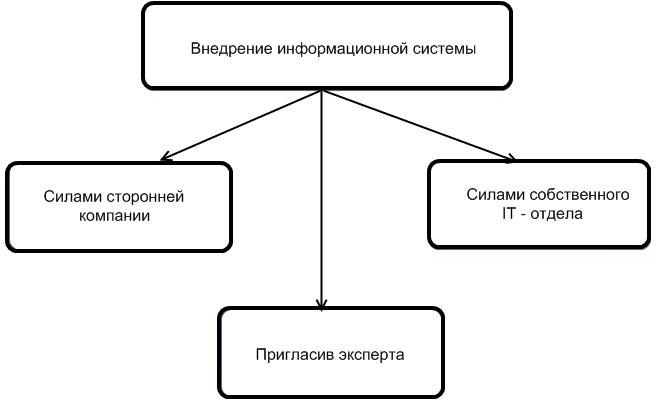 Внедрение информационной системы
Силами сторонней
компании
Силами собственного
IT - отдела
Пригласив эксперта